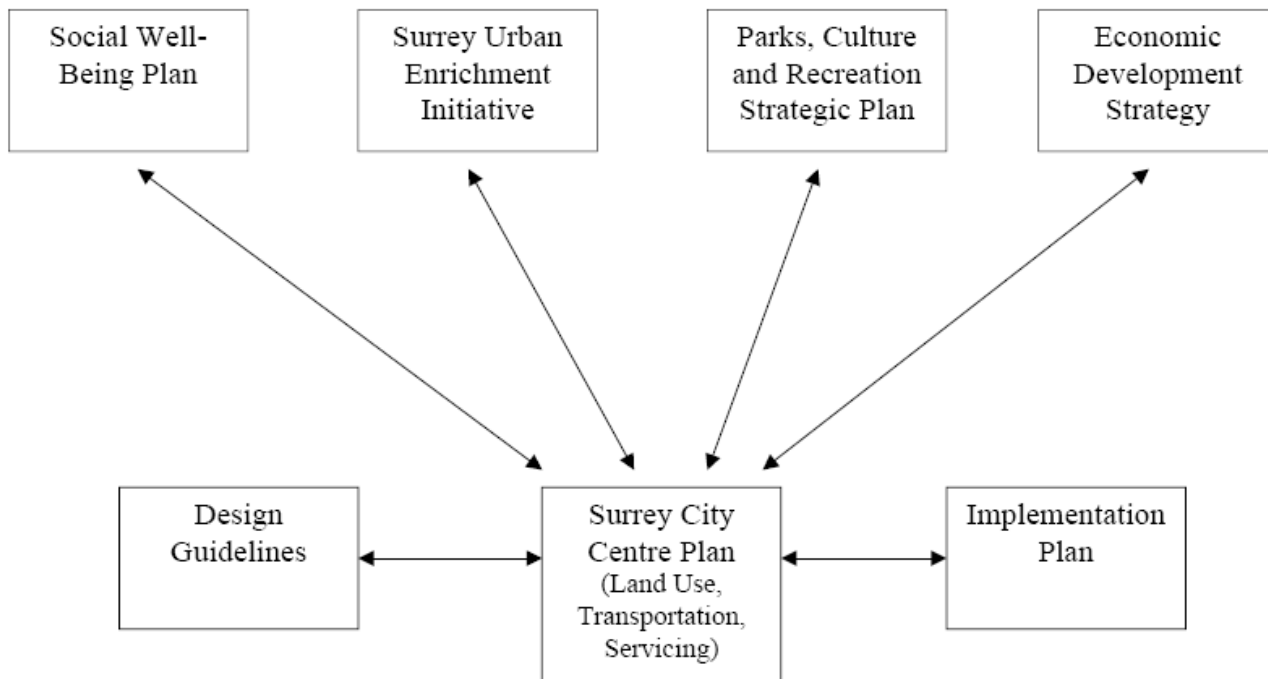 Social Well-
Being Plan
Surrey Urban
Enrichment
Initiative
Parks, Culture
and Recreation
Strategic Plan
Economic
Development
Strategy
Design
Guidelines
Surrey City
Centre Plan
(Land Use,
Transportation,
Servicing)
Implementation
Plan